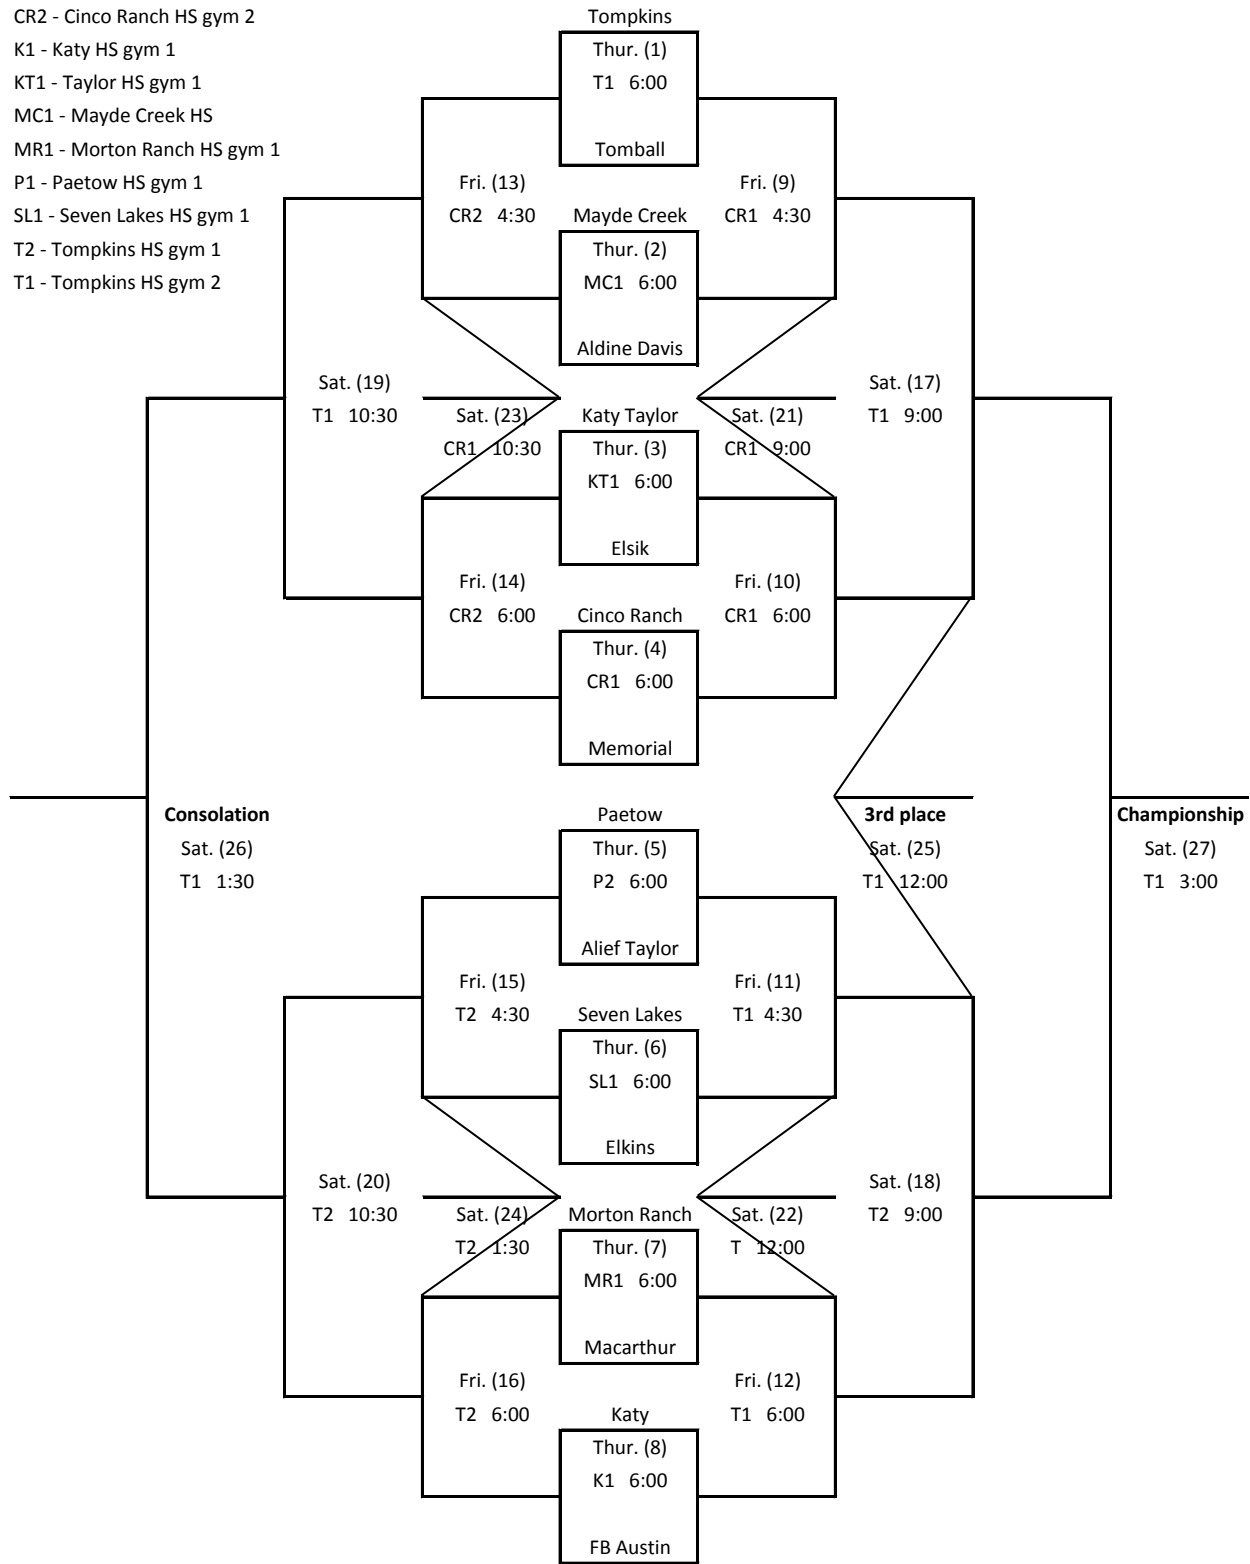 CR2 - Cinco Ranch HS gym 2
K1 - Katy HS gym 1
KT1 - Taylor HS gym 1
MC1 - Mayde Creek HS
MR1 - Morton Ranch HS gym 1
P1 - Paetow HS gym 1
SL1 - Seven Lakes HS gym 1
T2 - Tompkins HS gym 1
T1 - Tompkins HS gym 2
Tompkins
Thur. (1)
T1 6:00
Tomball
Fri. (13)
CR2 4:30
Fri. (9)
CR1 4:30
Mayde Creek
Thur. (2)
MC1 6:00
Aldine Davis
Sat. (19)
T1 10:30
Sat. (23)
CR1 10:30
Katy Taylor
Thur. (3)
KT1 6:00
Elsik
Sat. (21)
CR1 9:00
Sat. (17)
T1 9:00
Fri. (14)
CR2 6:00
Fri. (10)
CR1 6:00
Cinco Ranch
Thur. (4)
CR1 6:00
Memorial
Consolation
Sat. (26)
T1 1:30
Paetow
Thur. (5)
P2 6:00
Alief Taylor
3rd place
Sat. (25)
T1 12:00
Championship
Sat. (27)
T1 3:00
Fri. (15)
T2 4:30
Fri. (11)
T1 4:30
Seven Lakes
Thur. (6)
SL1 6:00
Elkins
Sat. (20)
T2 10:30
Sat. (24)
T2 1:30
Morton Ranch
Thur. (7)
MR1 6:00
Macarthur
Sat. (22)
T 12:00
Sat. (18)
T2 9:00
Fri. (16)
T2 6:00
Fri. (12)
T1 6:00
Katy
Thur. (8)
K1 6:00
FB Austin